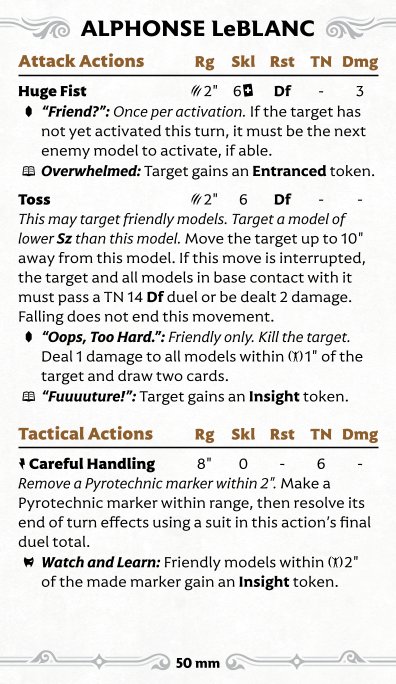 ALPHONSE LeBLANC
Attack Actions Rg Skl Rst TN Dmg
Huge Fist 2" 6 Df - 3
"Friend?": Once per activation. If the target has
not yet activated this turn, it must be the next
enemy model to activate, if able.
Overwhelmed: Target gains an Entranced token.
Toss 2" 6 Df - -
This may target friendly models. Target a model of
lower Sz than this model. Move the target up to 10"
away from this model. If this move is interrupted,
the target and all models in base contact with it
must pass a TN 14 Df duel or be dealt 2 damage.
Falling does not end this movement.
"Oops, Too Hard.": Friendly only. Kill the target.
Deal 1 damage to all models within 1" of the
target and draw two cards.
"Fuuuuture!": Target gains an Insight token.
Tactical Actions Rg Skl Rst TN Dmg
Careful Handling 8" 0 - 6 -
Remove a Pyrotechnic marker within 2". Make a
Pyrotechnic marker within range, then resolve its
end of turn effects using a suit in this action's final
duel total.
Watch and Learn: Friendly models within 2"
of the made marker gain an Insight token.
50 mm